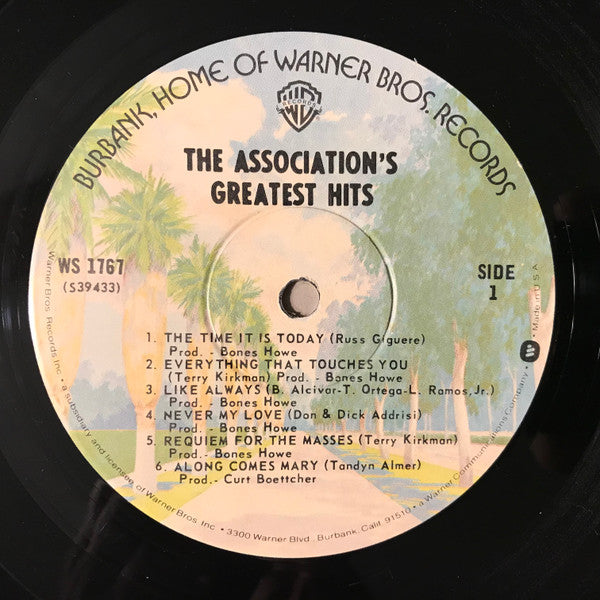 BURBANK, HOME OF WARNER BROS. RECORDS
WB
RECORDS
THE ASSOCIATION'S
GREATEST HITS
WS 1767
(S39433)
SIDE
1
1. THE TIME IT IS TODAY (Russ Giguere)
Prod. - Bones Howe
2. EVERYTHING THAT TOUCHES YOU
(Terry Kirkman) Prod. - Bones Howe
3. LIKE ALWAYS (B. Alcivar-T. Ortega-L. Ramos, Jr.)
Prod. - Bones Howe
4. NEVER MY LOVE (Don & Dick Addrisi)
Prod. - Bones Howe
5. REQUIEM FOR THE MASSES (Terry Kirkman)
Prod. - Bones Howe
6. ALONG COMES MARY (Tandyn Almer)
Prod.- Curt Boettcher
Warner Bros. Records Inc. • a subsidiary and licensee of Warner Bros. Inc. • 3300 Warner Blvd., Burbank, Calif. 91510 • a Warner Communications Company • Made in U.S.A.